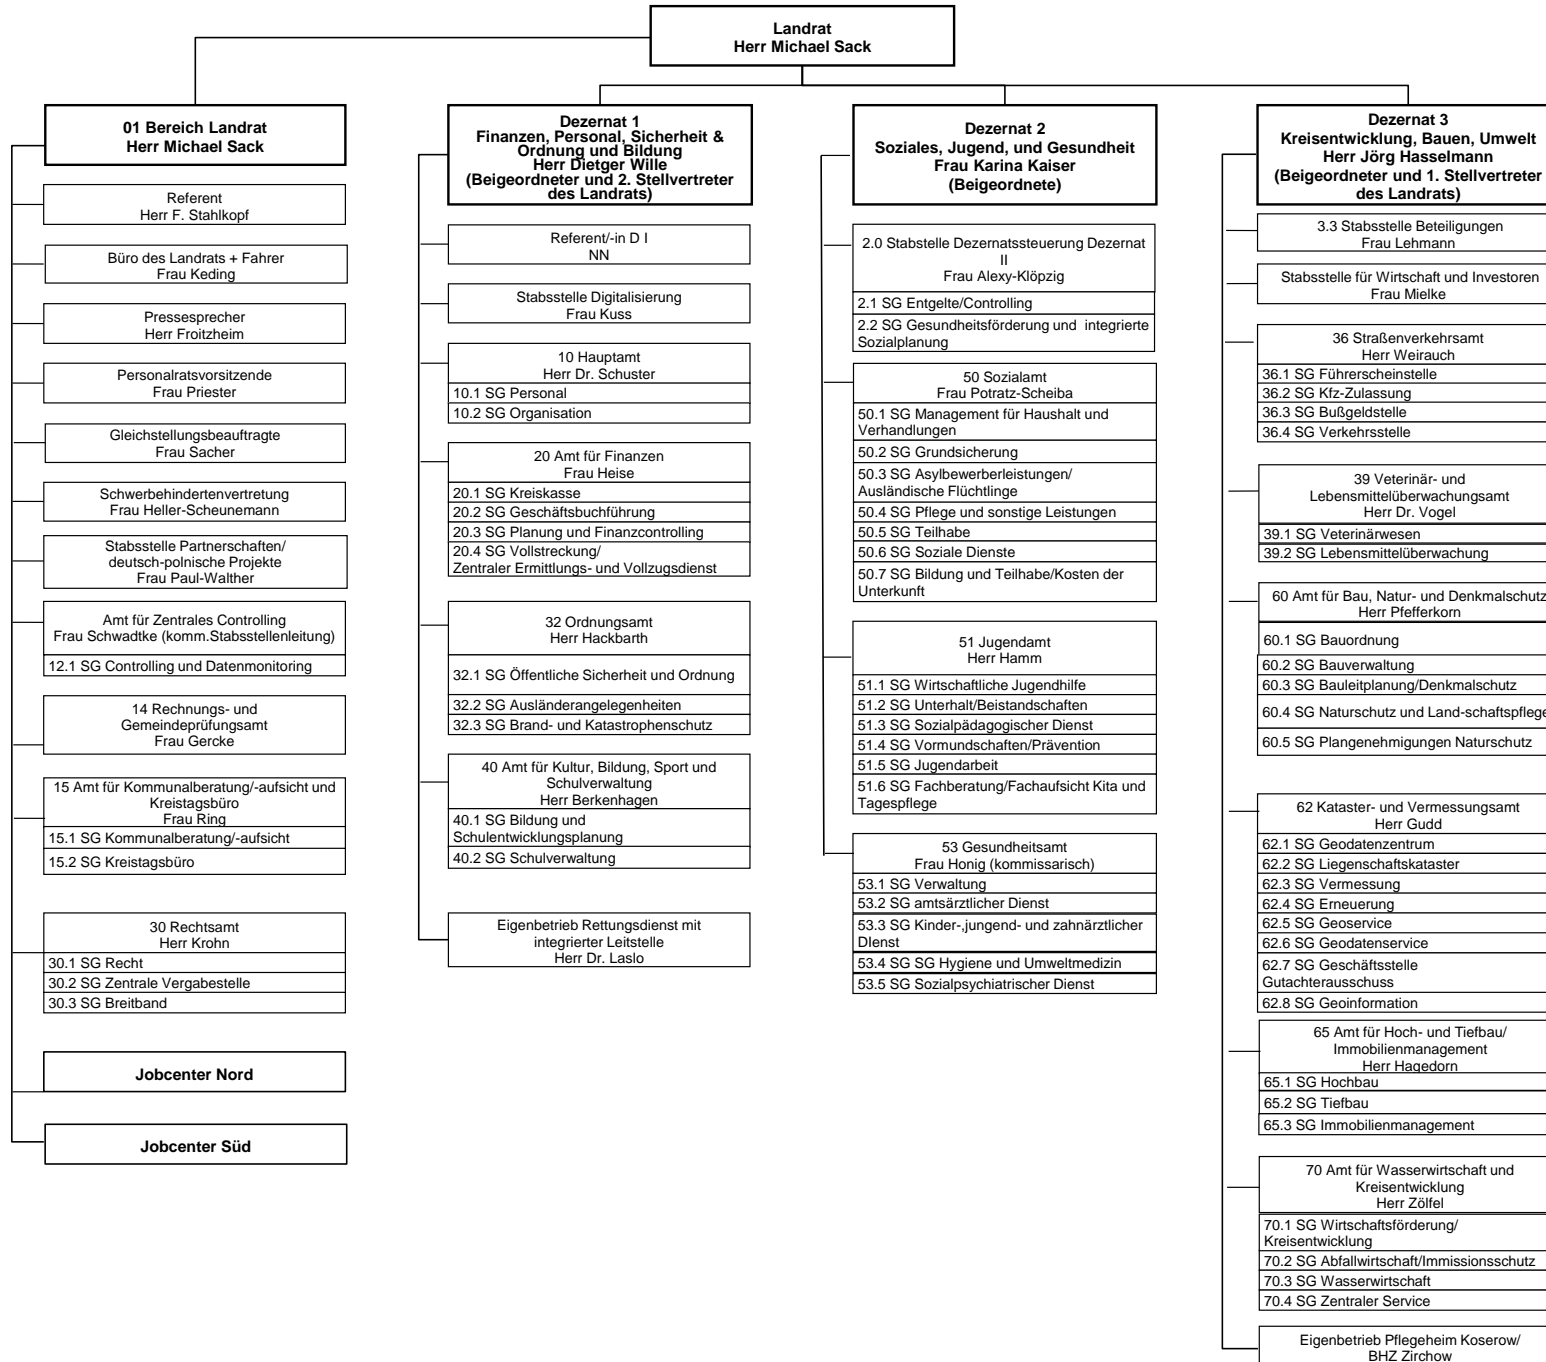 Landrat
Herr Michael Sack
01 Bereich Landrat
Herr Michael Sack
Referent
Herr F. Stahlkopf
Büro des Landrats + Fahrer
Frau Keding
Pressesprecher
Herr Froitzheim
Personalratsvorsitzende
Frau Priester
Gleichstellungsbeauftragte
Frau Sacher
Schwerbehindertenvertretung
Frau Heller-Scheunemann
Stabsstelle Partnerschaften/
deutsch-polnische Projekte
Frau Paul-Walther
Amt für Zentrales Controlling
Frau Schwadtke (komm.Stabsstellenleitung)
12.1 SG Controlling und Datenmonitoring
14 Rechnungs- und
Gemeindeprüfungsamt
Frau Gercke
15 Amt für Kommunalberatung/-aufsicht und
Kreistagsbüro
Frau Ring
15.1 SG Kommunalberatung/-aufsicht
15.2 SG Kreistagsbüro
30 Rechtsamt
Herr Krohn
30.1 SG Recht
30.2 SG Zentrale Vergabestelle
30.3 SG Breitband
Jobcenter Nord
Jobcenter Süd
Dezernat 1
Finanzen, Personal, Sicherheit &
Ordnung und Bildung
Herr Dietger Wille
(Beigeordneter und 2. Stellvertreter
des Landrats)
Referent/-in D I
NN
Stabsstelle Digitalisierung
Frau Kuss
10 Hauptamt
Herr Dr. Schuster
10.1 SG Personal
10.2 SG Organisation
20 Amt für Finanzen
Frau Heise
20.1 SG Kreiskasse
20.2 SG Geschäftsbuchführung
20.3 SG Planung und Finanzcontrolling
20.4 SG Vollstreckung/
Zentraler Ermittlungs- und Vollzugsdienst
32 Ordnungsamt
Herr Hackbarth
32.1 SG Öffentliche Sicherheit und Ordnung
32.2 SG Ausländerangelegenheiten
32.3 SG Brand- und Katastrophenschutz
40 Amt für Kultur, Bildung, Sport und
Schulverwaltung
Herr Berkenhagen
40.1 SG Bildung und
Schulentwicklungsplanung
40.2 SG Schulverwaltung
Eigenbetrieb Rettungsdienst mit
integrierter Leitstelle
Herr Dr. Laslo
Dezernat 2
Soziales, Jugend, und Gesundheit
Frau Karina Kaiser
(Beigeordnete)
2.0 Stabstelle Dezernatssteuerung Dezernat
II
Frau Alexy-Klöpzig
2.1 SG Entgelte/Controlling
2.2 SG Gesundheitsförderung und integrierte
Sozialplanung
50 Sozialamt
Frau Potratz-Scheiba
50.1 SG Management für Haushalt und
Verhandlungen
50.2 SG Grundsicherung
50.3 SG Asylbewerberleistungen/
Ausländische Flüchtlinge
50.4 SG Pflege und sonstige Leistungen
50.5 SG Teilhabe
50.6 SG Soziale Dienste
50.7 SG Bildung und Teilhabe/Kosten der
Unterkunft
51 Jugendamt
Herr Hamm
51.1 SG Wirtschaftliche Jugendhilfe
51.2 SG Unterhalt/Beistandschaften
51.3 SG Sozialpädagogischer Dienst
51.4 SG Vormundschaften/Prävention
51.5 SG Jugendarbeit
51.6 SG Fachberatung/Fachaufsicht Kita und
Tagespflege
53 Gesundheitsamt
Frau Honig (kommissarisch)
53.1 SG Verwaltung
53.2 SG amtsärztlicher Dienst
53.3 SG Kinder-,jungend- und zahnärztlicher
DIenst
53.4 SG SG Hygiene und Umweltmedizin
53.5 SG Sozialpsychiatrischer Dienst
Dezernat 3
Kreisentwicklung, Bauen, Umwelt
Herr Jörg Hasselmann
(Beigeordneter und 1. Stellvertreter
des Landrats)
3.3 Stabsstelle Beteiligungen
Frau Lehmann
Stabsstelle für Wirtschaft und Investoren
Frau Mielke
36 Straßenverkehrsamt
Herr Weirauch
36.1 SG Führerscheinstelle
36.2 SG Kfz-Zulassung
36.3 SG Bußgeldstelle
36.4 SG Verkehrsstelle
39 Veterinär- und
Lebensmittelüberwachungsamt
Herr Dr. Vogel
39.1 SG Veterinärwesen
39.2 SG Lebensmittelüberwachung
60 Amt für Bau, Natur- und Denkmalschutz
Herr Pfefferkorn
60.1 SG Bauordnung
60.2 SG Bauverwaltung
60.3 SG Bauleitplanung/Denkmalschutz
60.4 SG Naturschutz und Land-schaftspflege
60.5 SG Plangenehmigungen Naturschutz
62 Kataster- und Vermessungsamt
Herr Gudd
62.1 SG Geodatenzentrum
62.2 SG Liegenschaftskataster
62.3 SG Vermessung
62.4 SG Erneuerung
62.5 SG Geoservice
62.6 SG Geodatenservice
62.7 SG Geschäftsstelle
Gutachterausschuss
62.8 SG Geoinformation
65 Amt für Hoch- und Tiefbau/
Immobilienmanagement
Herr Hagedorn
65.1 SG Hochbau
65.2 SG Tiefbau
65.3 SG Immobilienmanagement
70 Amt für Wasserwirtschaft und
Kreisentwicklung
Herr Zölfel
70.1 SG Wirtschaftsförderung/
Kreisentwicklung
70.2 SG Abfallwirtschaft/Immissionsschutz
70.3 SG Wasserwirtschaft
70.4 SG Zentraler Service
Eigenbetrieb Pflegeheim Koserow/
BHZ Zirchow